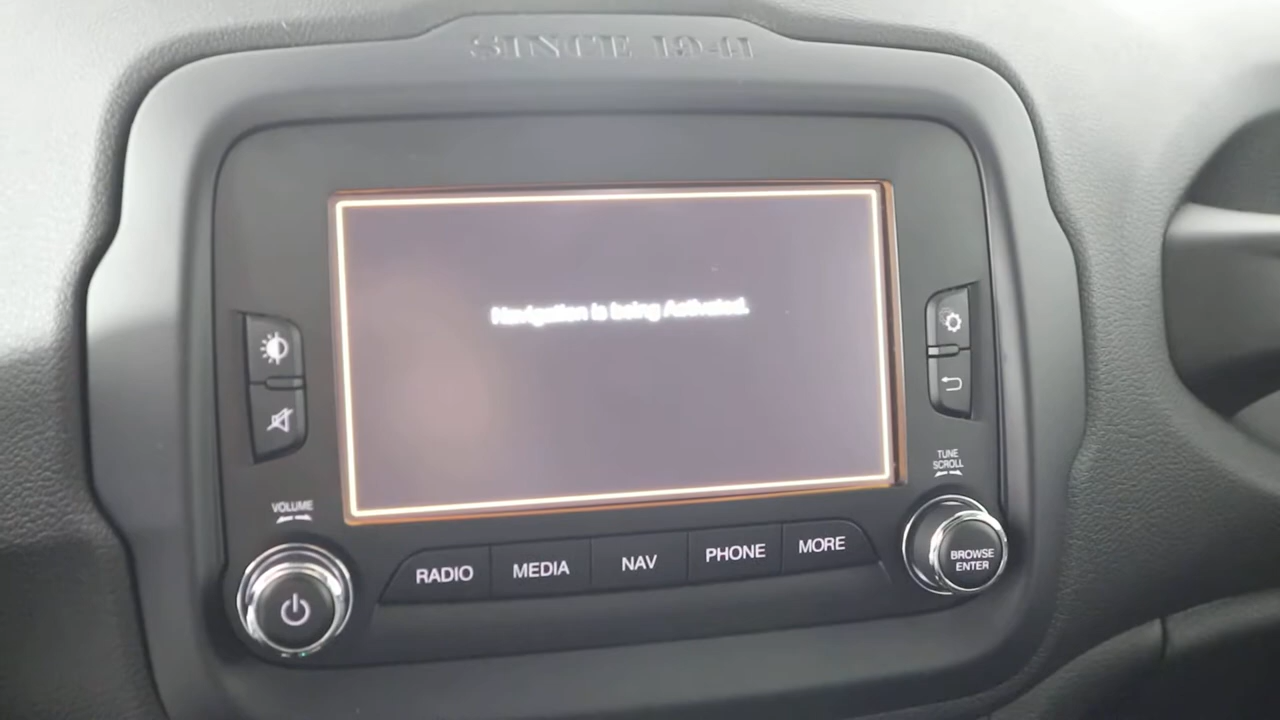 SINCE 1941
Navigation is being Activated.
TUNE
SCROLL
VOLUME
RADIO
MEDIA
NAV
PHONE
MORE
BROWSE
ENTER